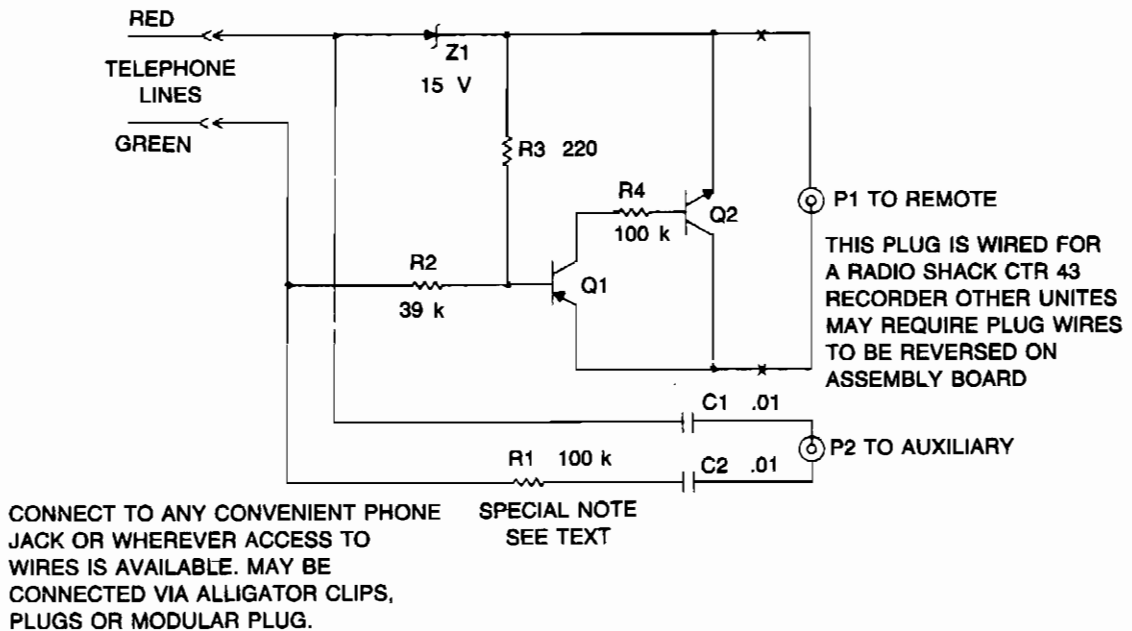 RED
Z1
15 V
TELEPHONE
LINES
GREEN
R3 220
R4
100 k
Q2
P1 TO REMOTE
THIS PLUG IS WIRED FOR
A RADIO SHACK CTR 43
RECORDER OTHER UNITES
MAY REQUIRE PLUG WIRES
TO BE REVERSED ON
ASSEMBLY BOARD
R2
39 k
Q1
C1 .01
P2 TO AUXILIARY
R1 100 k
C2 .01
SPECIAL NOTE
SEE TEXT
CONNECT TO ANY CONVENIENT PHONE
JACK OR WHEREVER ACCESS TO
WIRES IS AVAILABLE. MAY BE
CONNECTED VIA ALLIGATOR CLIPS,
PLUGS OR MODULAR PLUG.